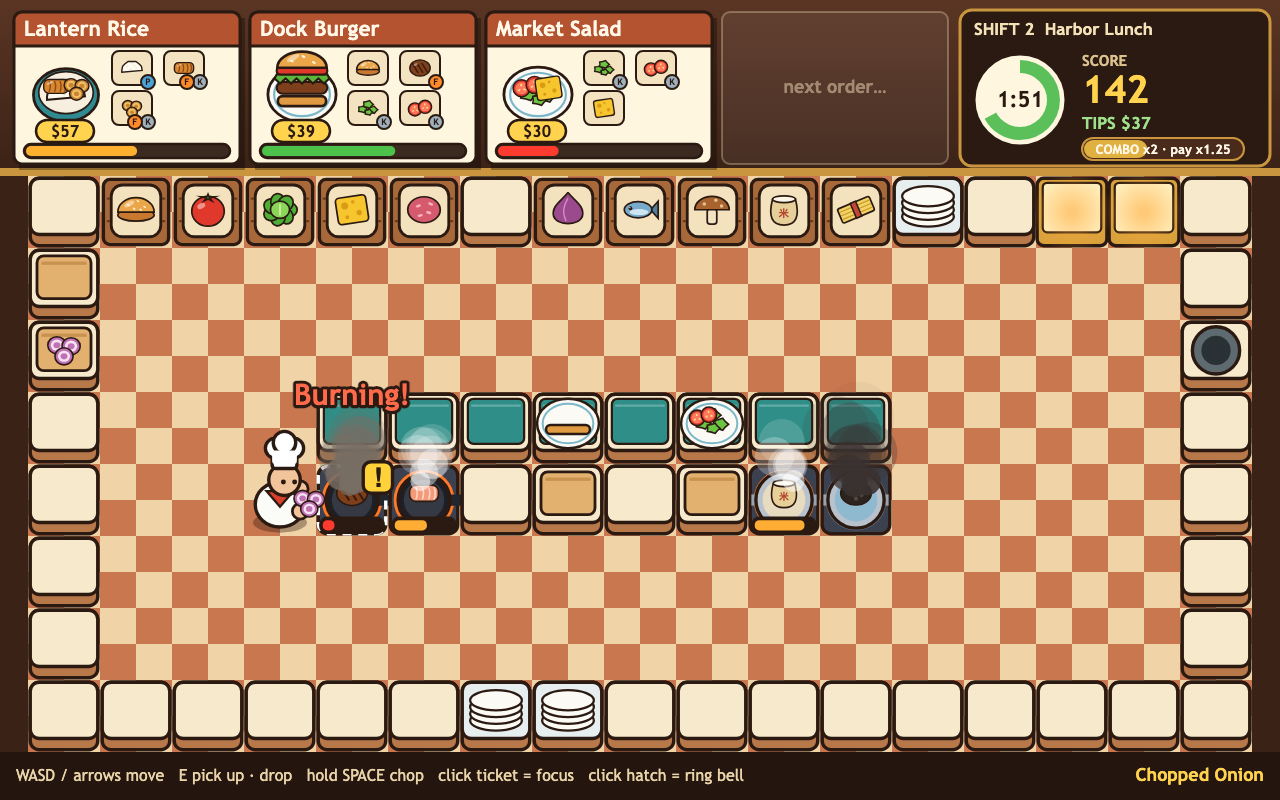 Lantern Rice
P
F K
F K
$57
Dock Burger
F
K
K
$39
Market Salad
K
K
$30
next order...
SHIFT 2 Harbor Lunch
1:51
SCORE
142
TIPS $37
COMBO x2 · pay x1.25
米
Burning!
!
米
WASD / arrows move E pick up · drop hold SPACE chop click ticket = focus click hatch = ring bell
Chopped Onion